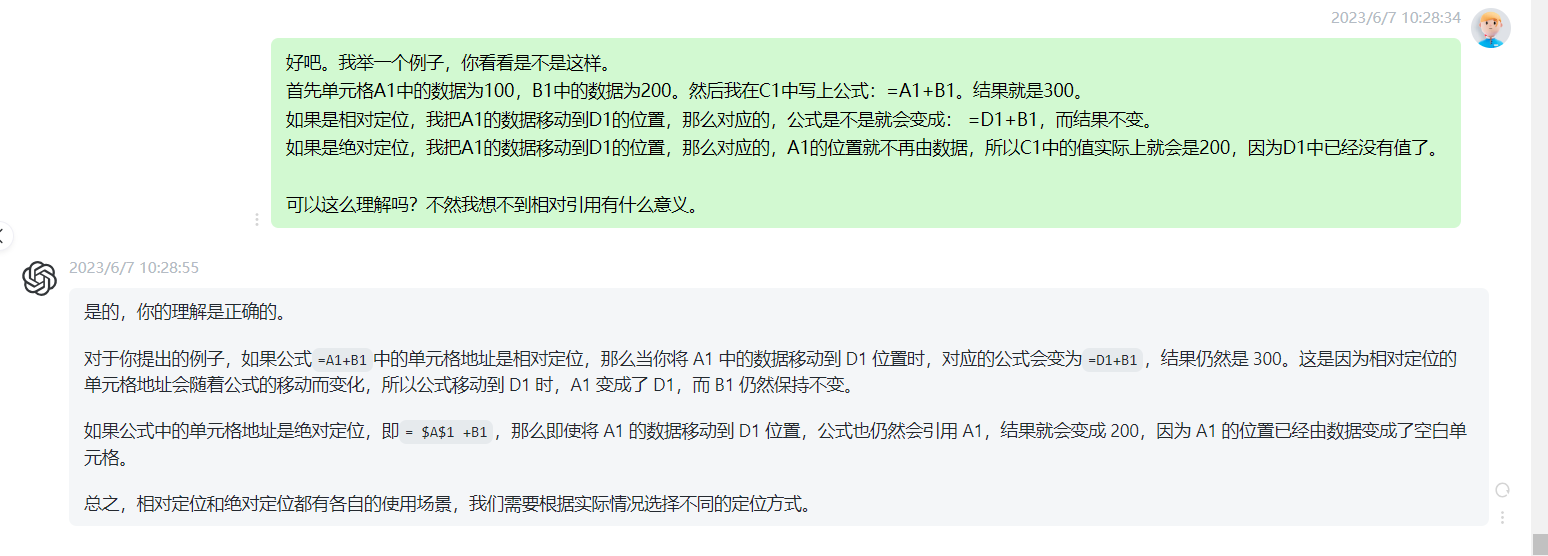 2023/6/7 10:28:34
好吧。我举一个例子，你看看是不是这样。
首先单元格A1中的数据为100，B1中的数据为200。然后我在C1中写上公式：=A1+B1。结果就是300。
如果是相对定位，我把A1的数据移动到D1的位置，那么对应的，公式是不是就会变成： =D1+B1，而结果不变。
如果是绝对定位，我把A1的数据移动到D1的位置，那么对应的，A1的位置就不再由数据，所以C1中的值实际上就会是200，因为D1中已经没有值了。
可以这么理解吗？不然我想不到相对引用有什么意义。
2023/6/7 10:28:55
是的，你的理解是正确的。
对于你提出的例子，如果公式 =A1+B1 中的单元格地址是相对定位，那么当你将 A1 中的数据移动到 D1 位置时，对应的公式会变为 =D1+B1，结果仍然是 300。这是因为相对定位的
单元格地址会随着公式的移动而变化，所以公式移动到 D1 时，A1 变成了 D1，而 B1 仍然保持不变。
如果公式中的单元格地址是绝对定位，即 = $A$1 +B1，那么即使将 A1 的数据移动到 D1 位置，公式也仍然会引用 A1，结果就会变成 200，因为 A1 的位置已经由数据变成了空白单
元格。
总之，相对定位和绝对定位都有各自的使用场景，我们需要根据实际情况选择不同的定位方式。